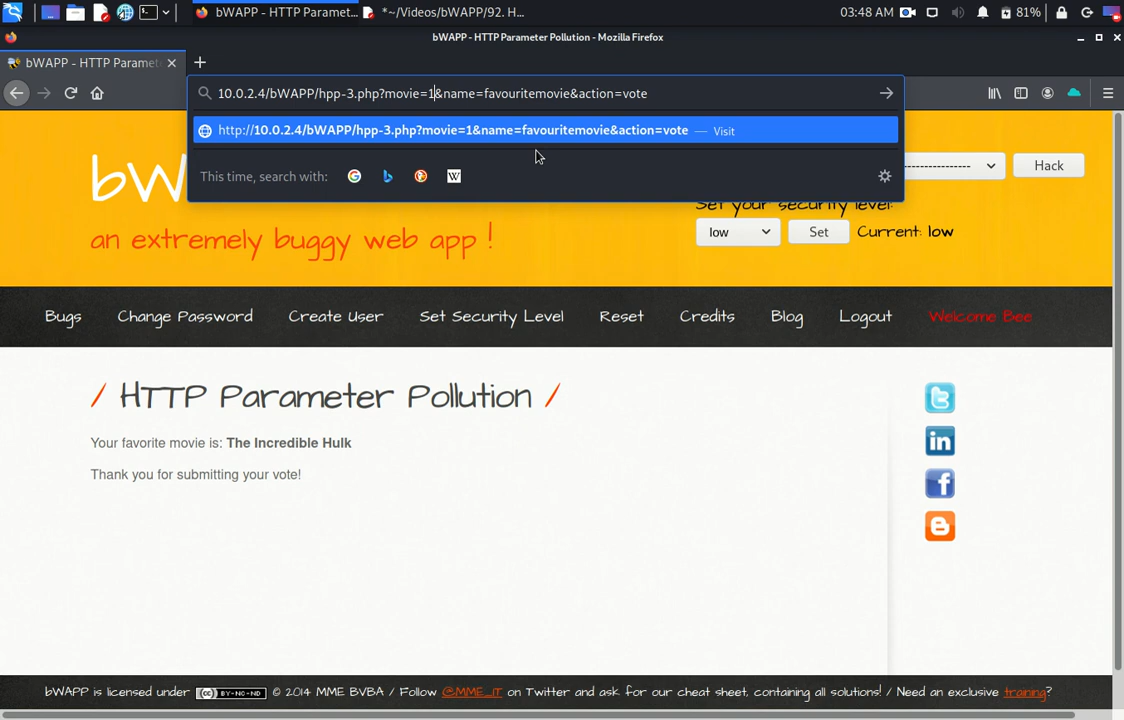 bWAPP - HTTP Paramet...
*~/Videos/bWAPP/92. H...
03:48 AM
81%
bWAPP - HTTP Parameter Pollution - Mozilla Firefox
bWAPP - HTTP Paramet
10.0.2.4/bWAPP/hpp-3.php?movie=1&name=favouritemovie&action=vote
http://10.0.2.4/bWAPP/hpp-3.php?movie=1&name=favouritemovie&action=vote — Visit
This time, search with:
Hack
bW
Set your security level:
low
Set
Current: low
an extremely buggy web app !
Bugs
Change Password
Create User
Set Security Level
Reset
Credits
Blog
Logout
Welcome Bee
/ HTTP Parameter Pollution /
Your favorite movie is: The Incredible Hulk
Thank you for submitting your vote!
bWAPP is licensed under (cc) BY-NC-ND © 2014 MME BVBA / Follow @MME_IT on Twitter and ask for our cheat sheet, containing all solutions! / Need an exclusive training?